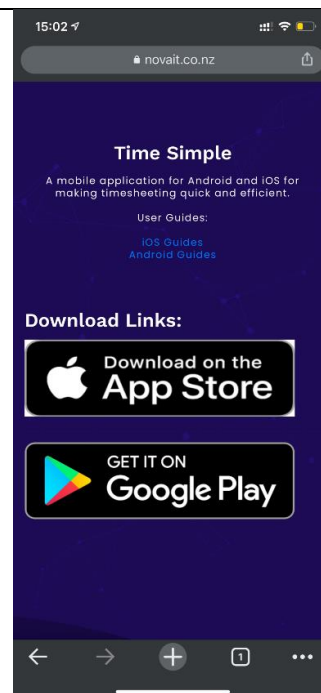 15:02
novait.co.nz
Time Simple
A mobile application for Android and iOS for
making timesheeting quick and efficient.
User Guides:
iOS Guides
Android Guides
Download Links:
Download on the
App Store
GET IT ON
Google Play
1